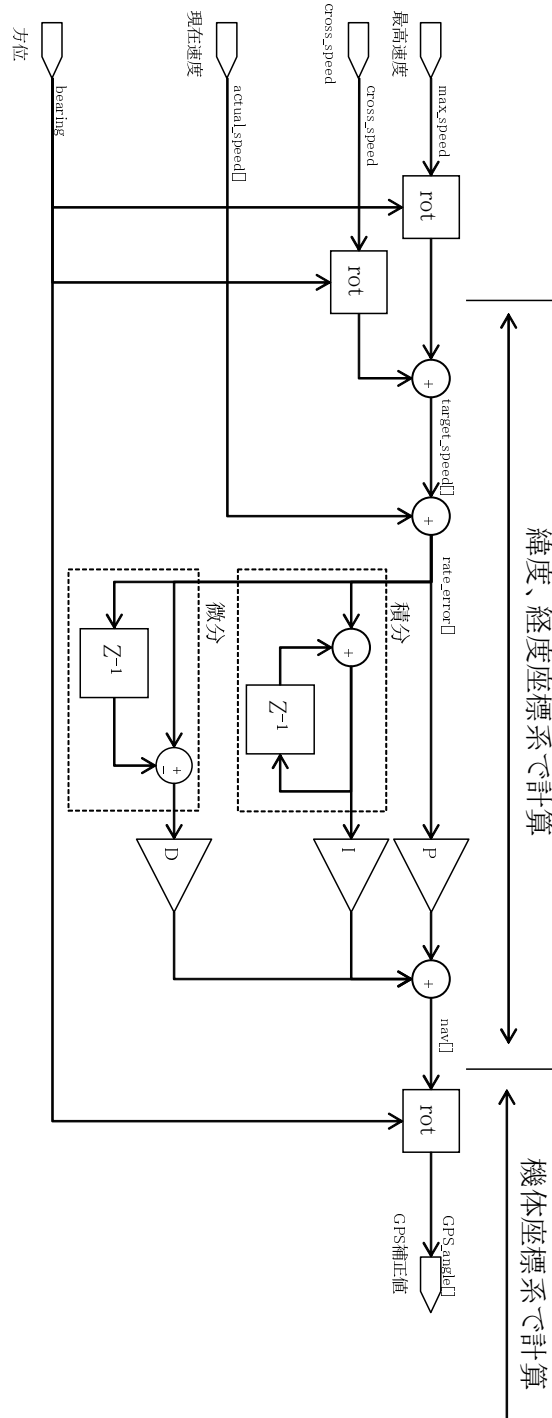 緯度、経度座標系で計算
機体座標系で計算
最高速度
max_speed
rot
+
target_speed[]
+
rate_error[]
P
+
nav[]
rot
GPS_angle[]
GPS補正値
cross_speed
cross_speed
rot
積分
+
Z-1
I
現在速度
actual_speed[]
微分
Z-1
+
−
D
方位
bearing